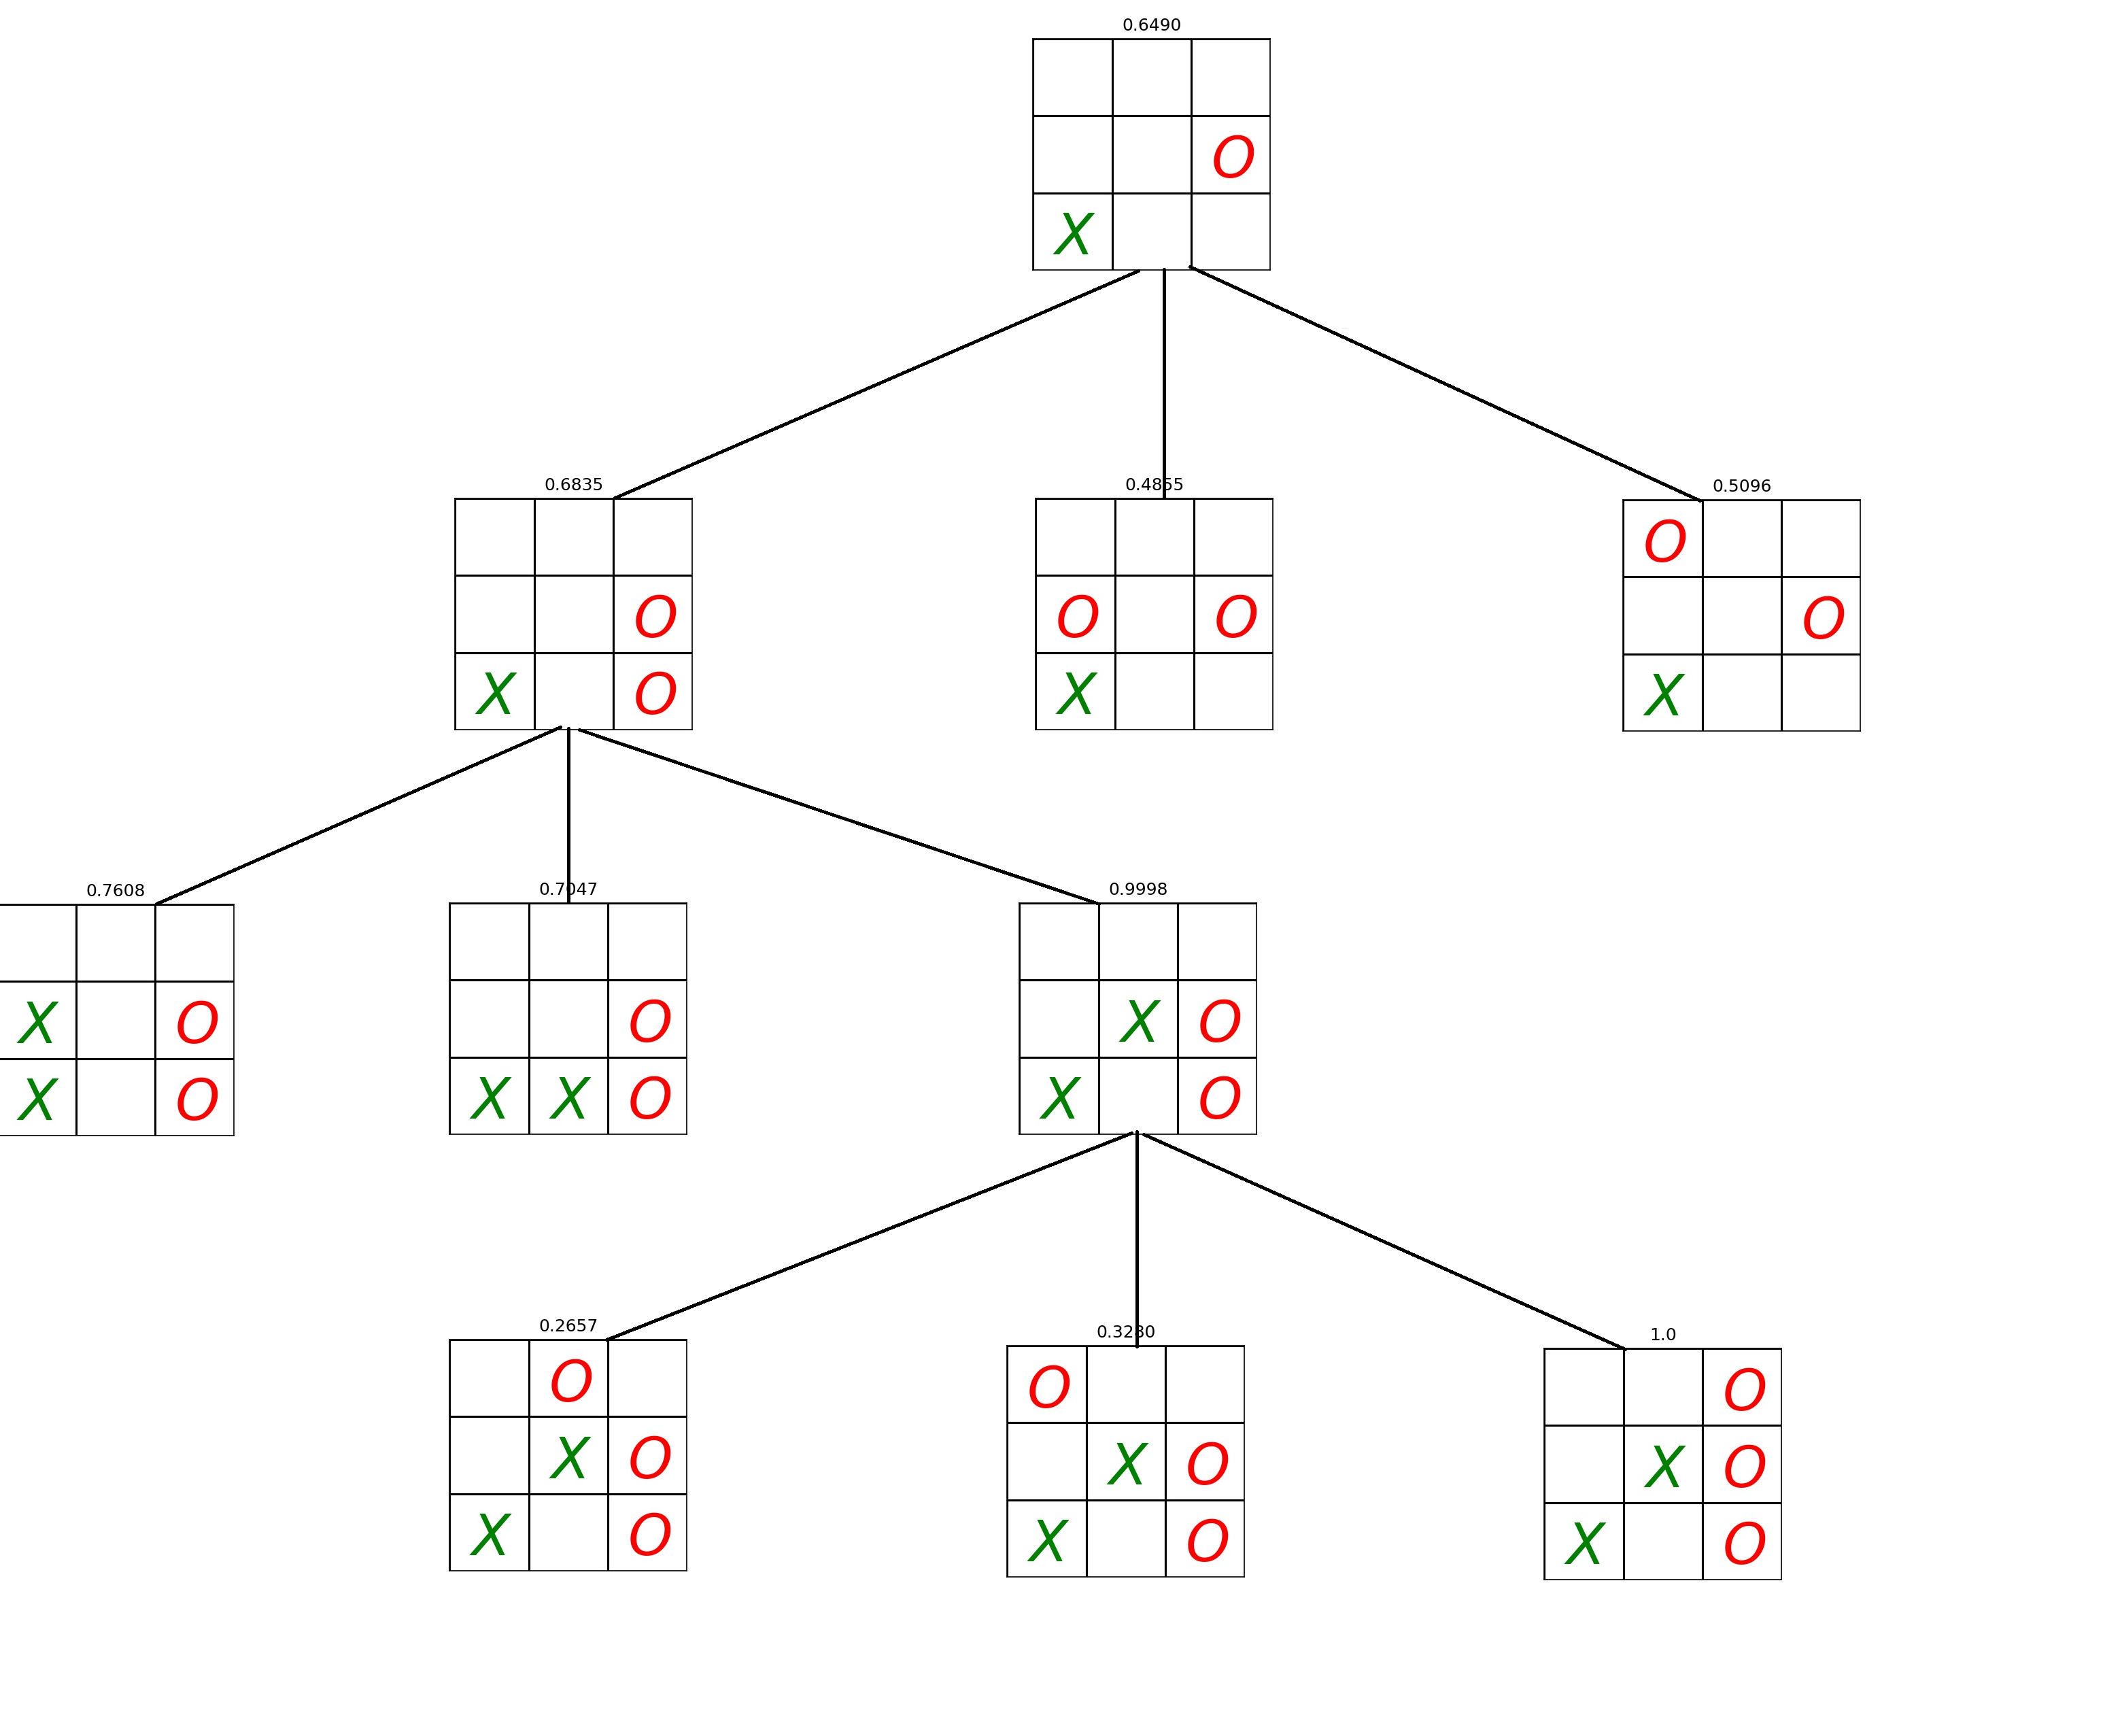 0.6490
O
X
0.6835 0.4855 0.5096
O
O O O O
X O X X
0.7608 0.7047 0.9998
X O O X O
X O X X O X O
0.2657 0.3280 1.0
O O O
X O X O X O
X O X O X O